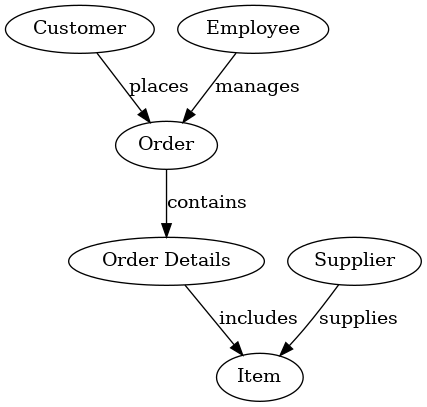 Customer
Employee
places
manages
Order
contains
Order Details
Supplier
includes
supplies
Item